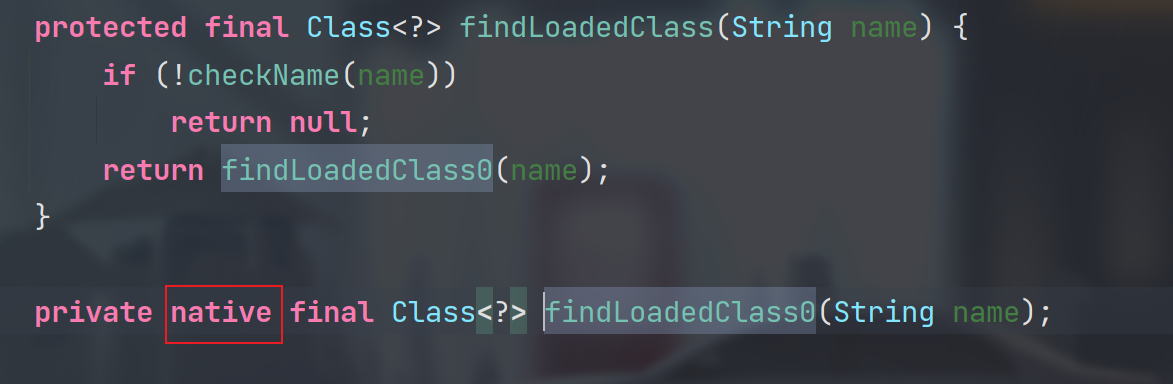 protected final Class<?> findLoadedClass(String name) {
    if (!checkName(name))
        return null;
    return findLoadedClass0(name);
}
private native final Class<?> findLoadedClass0(String name);